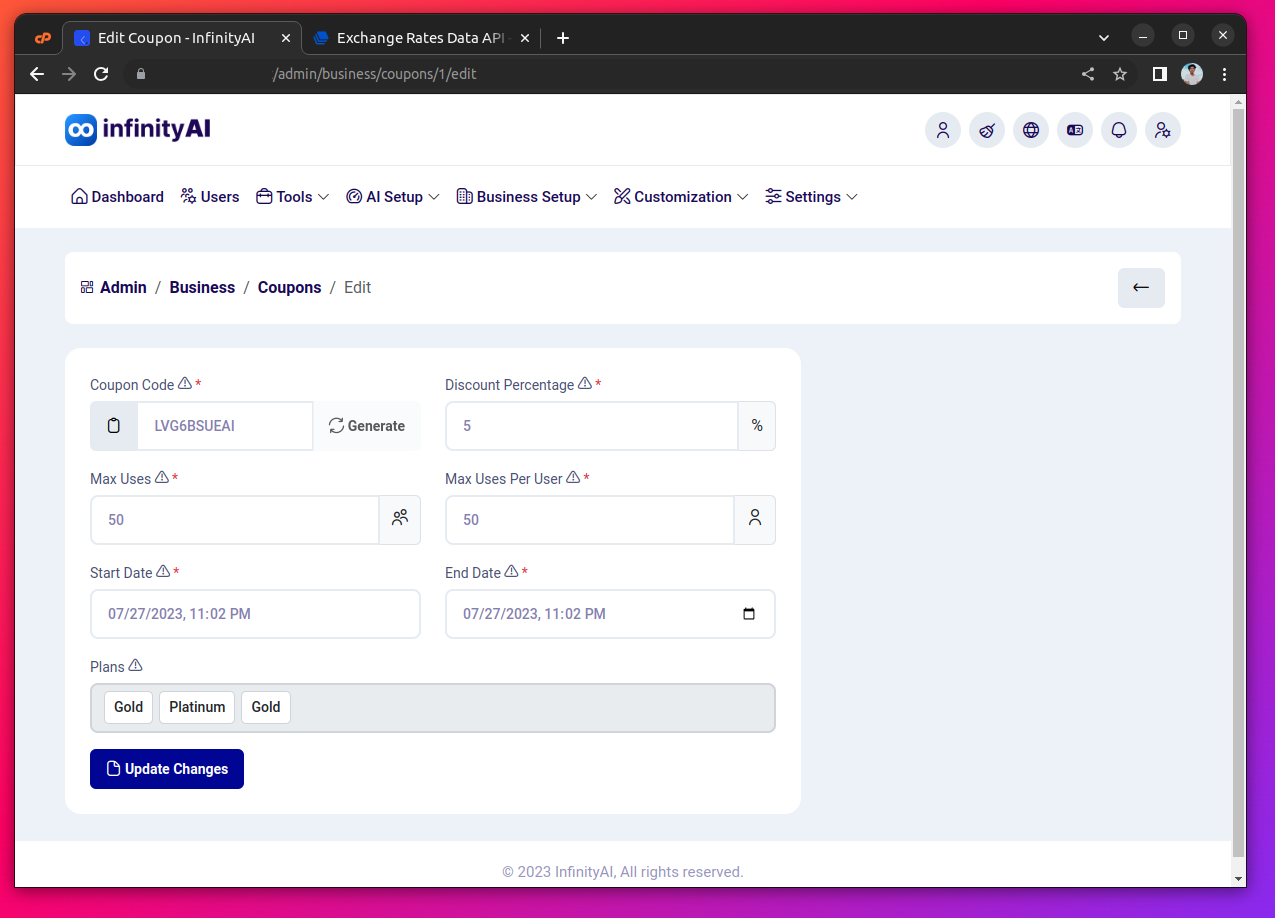 cP Edit Coupon - InfinityAI Exchange Rates Data API -
/admin/business/coupons/1/edit
infinityAI
Dashboard Users Tools AI Setup Business Setup Customization Settings
Admin / Business / Coupons / Edit
Coupon Code * Discount Percentage *
LVG6BSUEAI Generate 5 %
Max Uses * Max Uses Per User *
50 50
Start Date * End Date *
07/27/2023, 11:02 PM 07/27/2023, 11:02 PM
Plans
Gold Platinum Gold
Update Changes
© 2023 InfinityAI, All rights reserved.